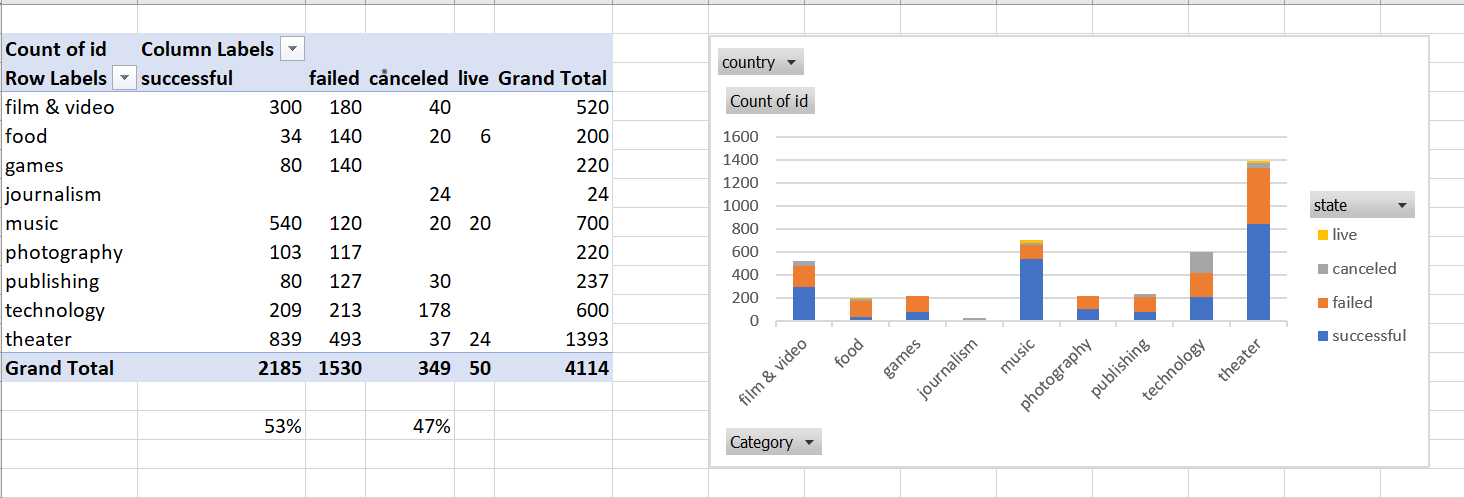 Count of id Column Labels
Row Labels successful failed canceled live Grand Total
film & video 300 180 40 520
food 34 140 20 6 200
games 80 140 220
journalism 24 24
music 540 120 20 20 700
photography 103 117 220
publishing 80 127 30 237
technology 209 213 178 600
theater 839 493 37 24 1393
Grand Total 2185 1530 349 50 4114
53% 47%
country
Count of id
1600
1400
1200
1000
800
600
400
200
0
film & video
food
games
journalism
music
photography
publishing
technology
theater
Category
state
live
canceled
failed
successful